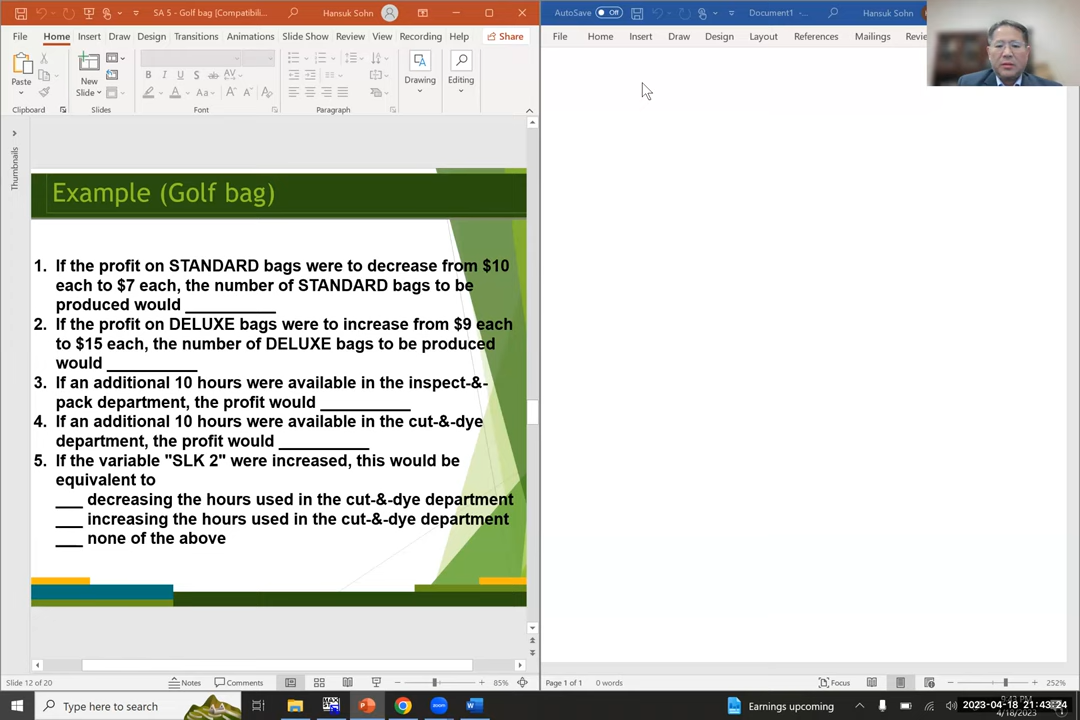 SA 5 - Golf bag [Compatibili...
Hansuk Sohn
File Home Insert Draw Design Transitions Animations Slide Show Review View Recording Help Share
Paste
New
Slide
Drawing
Editing
Clipboard
Slides
Font
Paragraph
Thumbnails
Example (Golf bag)
1. If the profit on STANDARD bags were to decrease from $10
each to $7 each, the number of STANDARD bags to be
produced would __________
2. If the profit on DELUXE bags were to increase from $9 each
to $15 each, the number of DELUXE bags to be produced
would __________
3. If an additional 10 hours were available in the inspect-&-
pack department, the profit would __________
4. If an additional 10 hours were available in the cut-&-dye
department, the profit would __________
5. If the variable "SLK 2" were increased, this would be
equivalent to
___ decreasing the hours used in the cut-&-dye department
___ increasing the hours used in the cut-&-dye department
___ none of the above
Slide 12 of 20
Notes
Comments
85%
AutoSave Off
Document1 -...
Hansuk Sohn
File Home Insert Draw Design Layout References Mailings Revie
Page 1 of 1
0 words
Focus
252%
Type here to search
Earnings upcoming
2023-04-18 21:43:24